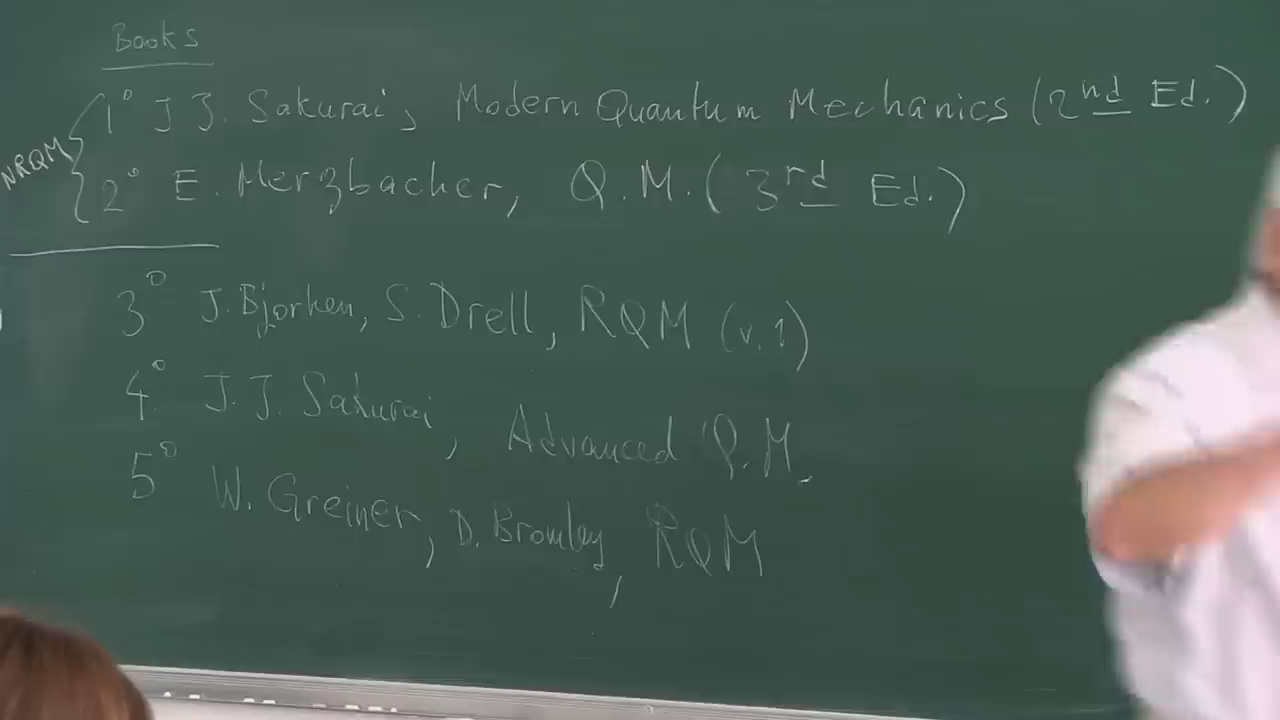 Books
NRQM
1° J J. Sakurai, Modern Quantum Mechanics (2nd Ed.)
2° E. Merzbacher, Q.M. (3rd Ed.)
3° J. Bjorken, S. Drell, RQM (v.1)
4° J. J. Sakurai, Advanced Q.M.
5° W. Greiner, D. Bromley, RQM